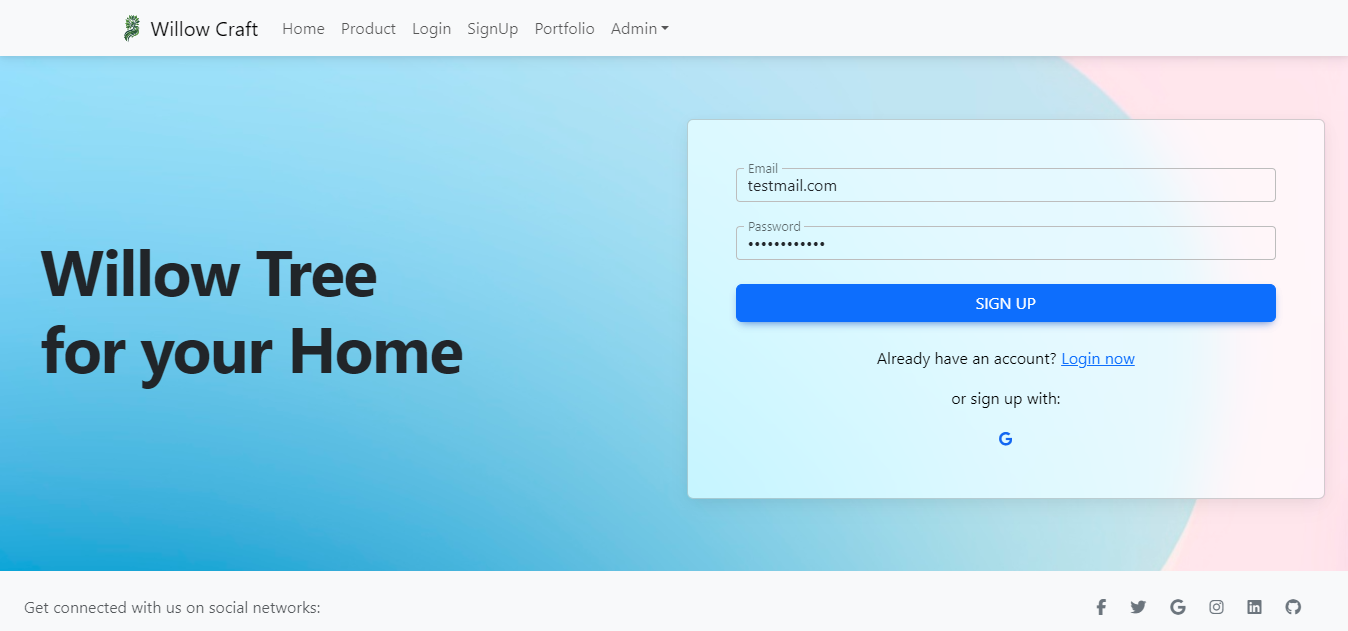 Willow Craft Home Product Login SignUp Portfolio Admin
Willow Tree
for your Home
Email
testmail.com
Password
••••••••••••
SIGN UP
Already have an account? Login now
or sign up with:
G
Get connected with us on social networks: